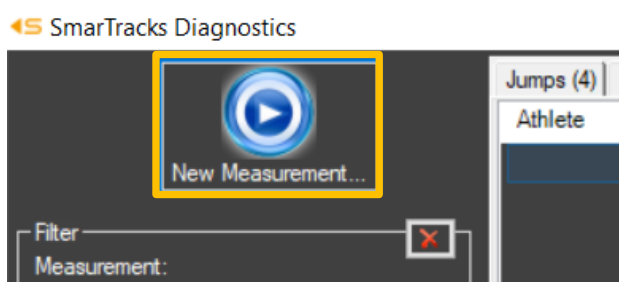 SmarTracks Diagnostics
New Measurement...
Jumps (4)
Athlete
Filter
Measurement: